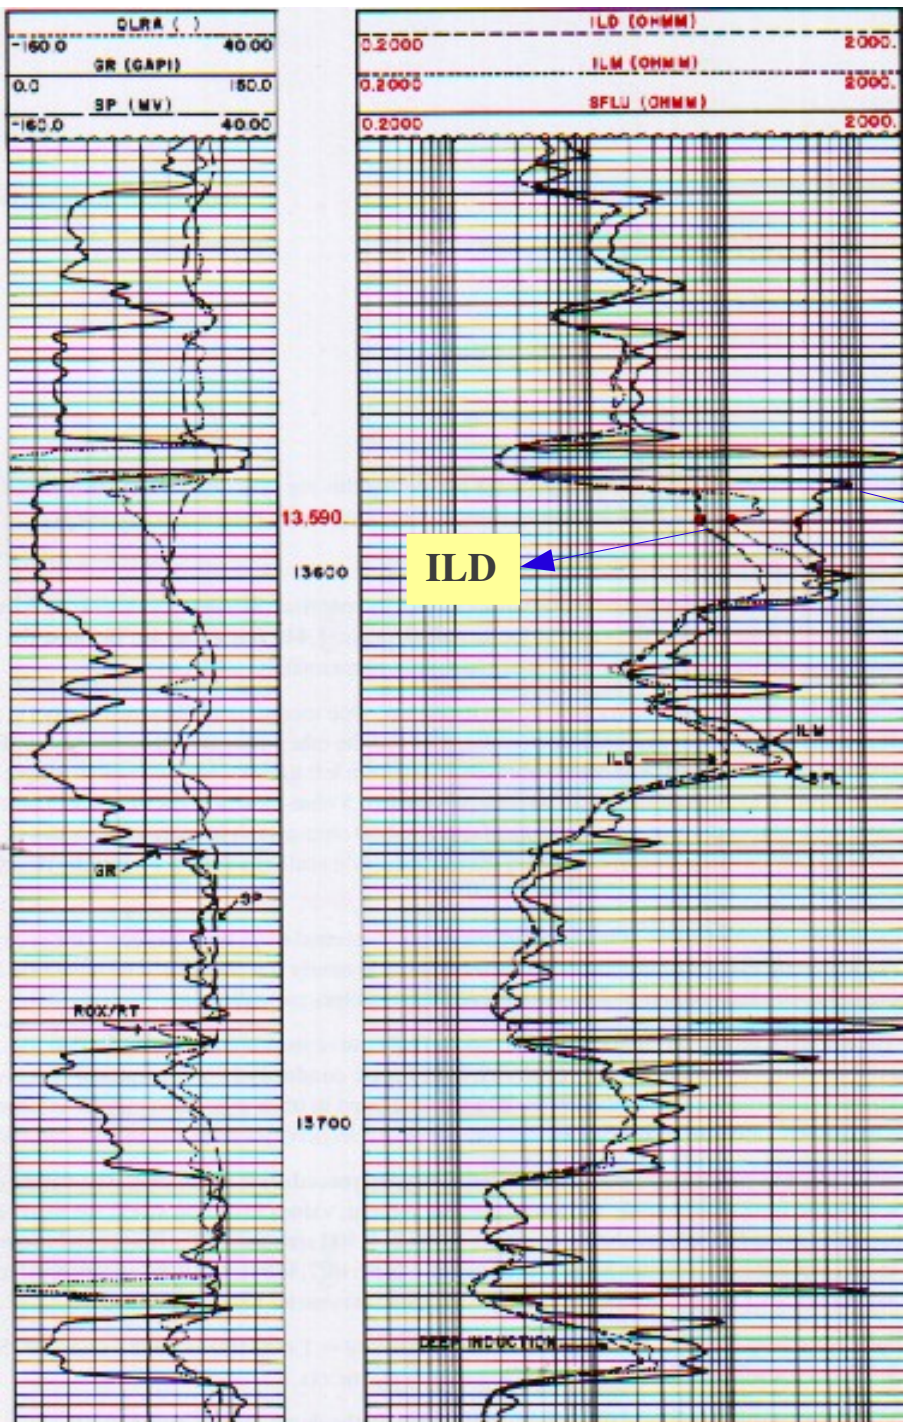 QLRA ( )
-160.0 40.00
GR (GAPI)
0.0 150.0
SP (MV)
-160.0 40.00
ILD (OHMM)
0.2000 2000.
ILM (OHMM)
0.2000 2000.
SFLU (OHMM)
0.2000 2000.
13,590
ILD
13600
ILM
ILD
SFL
GR
SP
ROX/RT
13700
DEEP INDUCTION